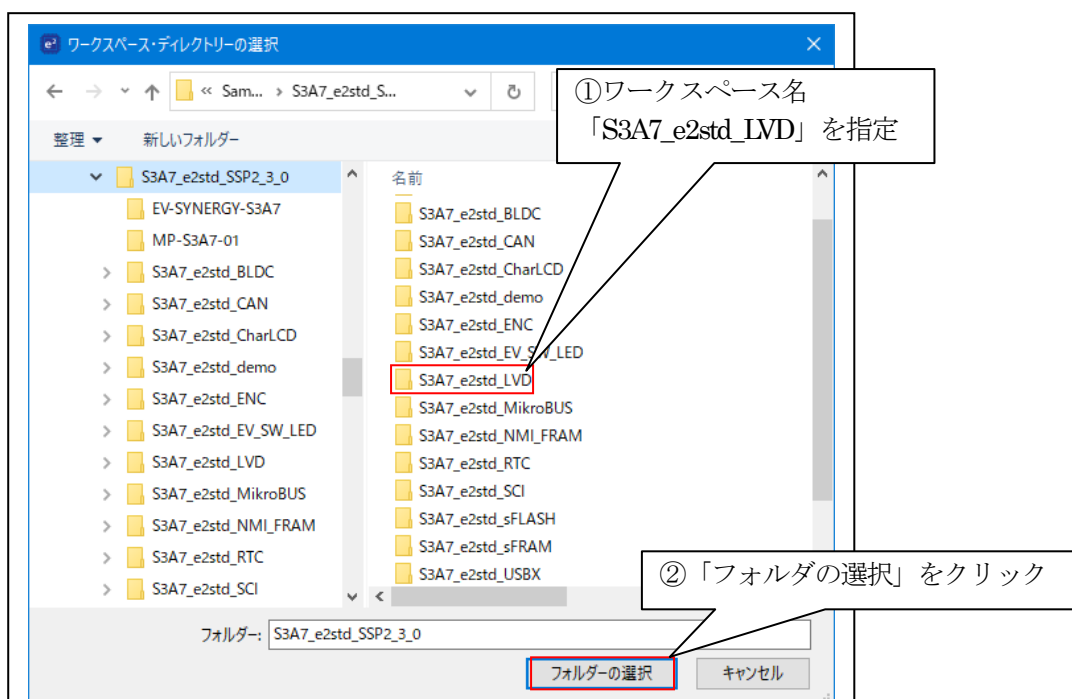 e² ワークスペース・ディレクトリーの選択
« Sam... › S3A7_e2std_S...
①ワークスペース名
「S3A7_e2std_LVD」を指定
整理 新しいフォルダー
S3A7_e2std_SSP2_3_0
EV-SYNERGY-S3A7
MP-S3A7-01
S3A7_e2std_BLDC
S3A7_e2std_CAN
S3A7_e2std_CharLCD
S3A7_e2std_demo
S3A7_e2std_ENC
S3A7_e2std_EV_SW_LED
S3A7_e2std_LVD
S3A7_e2std_MikroBUS
S3A7_e2std_NMI_FRAM
S3A7_e2std_RTC
S3A7_e2std_SCI
名前
S3A7_e2std_BLDC
S3A7_e2std_CAN
S3A7_e2std_CharLCD
S3A7_e2std_demo
S3A7_e2std_ENC
S3A7_e2std_EV_SW_LED
S3A7_e2std_LVD
S3A7_e2std_MikroBUS
S3A7_e2std_NMI_FRAM
S3A7_e2std_RTC
S3A7_e2std_SCI
S3A7_e2std_sFLASH
S3A7_e2std_sFRAM
S3A7_e2std_USBX
②「フォルダの選択」をクリック
フォルダー: S3A7_e2std_SSP2_3_0
フォルダーの選択 キャンセル